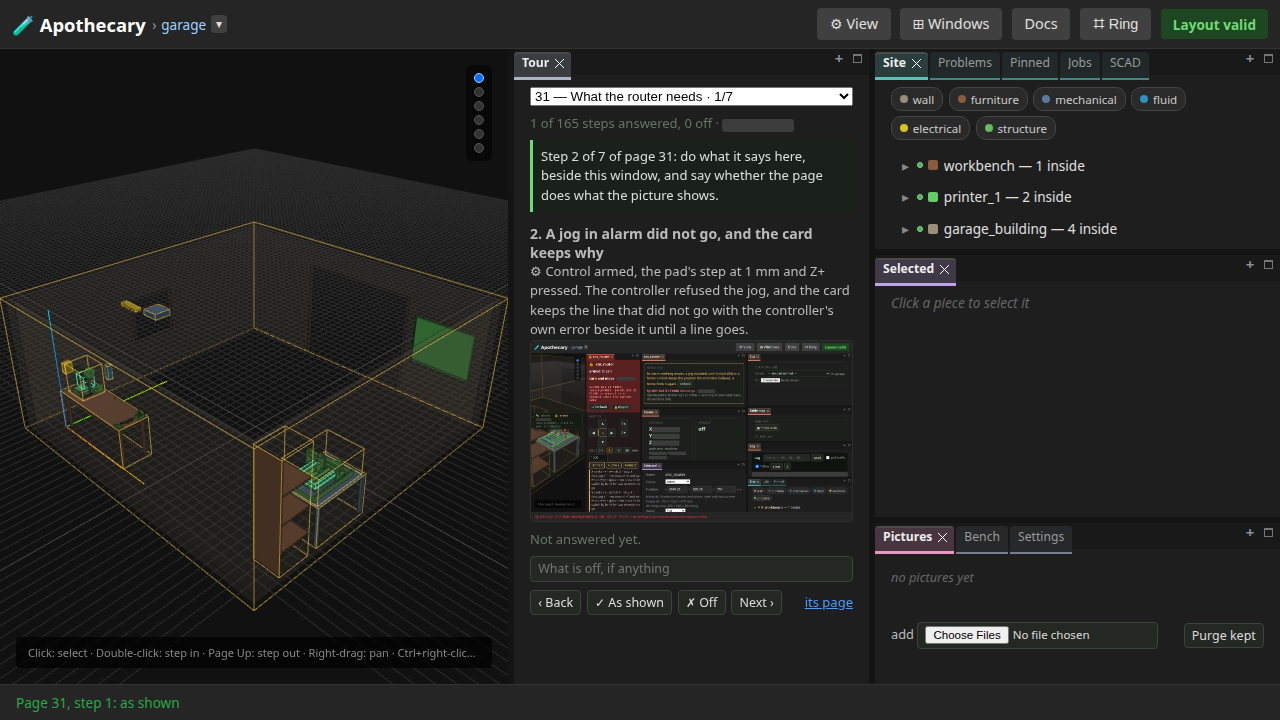 Apothecary › garage ▾
⚙ View
⊞ Windows
Docs
⌗ Ring
Layout valid
Click: select · Double-click: step in · Page Up: step out · Right-drag: pan · Ctrl+right-clic...
Tour
31 — What the router needs · 1/7
1 of 165 steps answered, 0 off ·
Step 2 of 7 of page 31: do what it says here,
beside this window, and say whether the page
does what the picture shows.
2. A jog in alarm did not go, and the card
keeps why
⚙ Control armed, the pad's step at 1 mm and Z+
pressed. The controller refused the jog, and the card
keeps the line that did not go with the controller's
own error beside it until a line goes.
Not answered yet.
What is off, if anything
‹ Back
✓ As shown
✗ Off
Next ›
its page
Site
Problems
Pinned
Jobs
SCAD
wall
furniture
mechanical
fluid
electrical
structure
workbench — 1 inside
printer_1 — 2 inside
garage_building — 4 inside
Selected
Click a piece to select it
Pictures
Bench
Settings
no pictures yet
add Choose Files No file chosen
Purge kept
Page 31, step 1: as shown